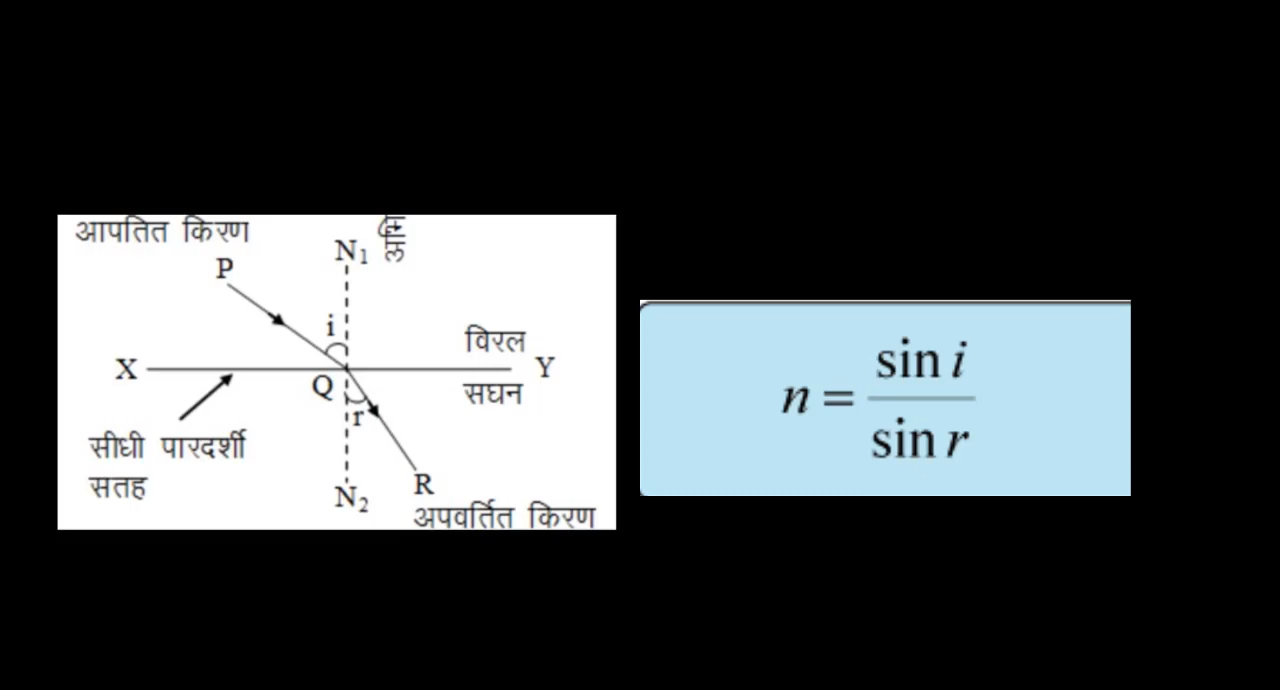 आपतित किरण
N₁
P
i
विरल
X
Y
Q
सघन
r
सीधी पारदर्शी
सतह
R
N₂
अपवर्तित किरण
n = sin i / sin r